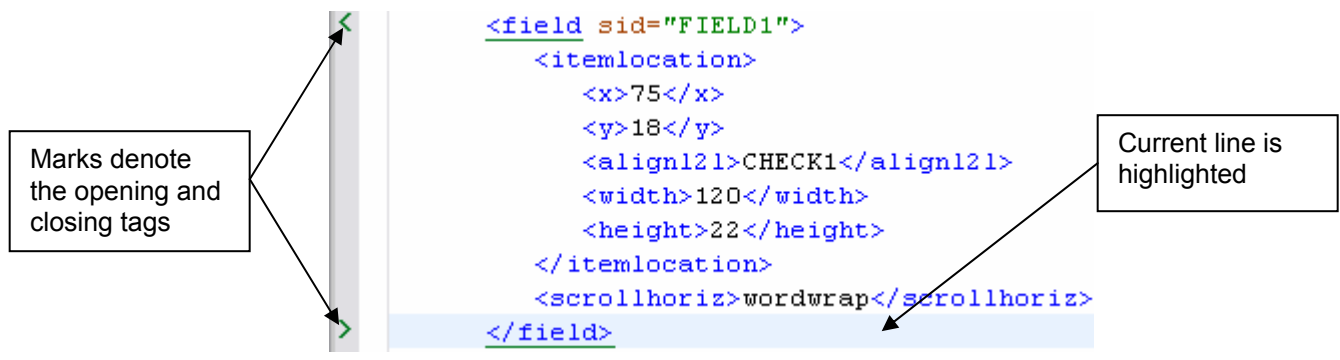 <field sid="FIELD1">
<itemlocation>
<x>75</x>
<y>18</y>
<alignl2l>CHECK1</alignl2l>
<width>120</width>
<height>22</height>
</itemlocation>
<scrollhoriz>wordwrap</scrollhoriz>
</field>
Marks denote
the opening and
closing tags
Current line is
highlighted